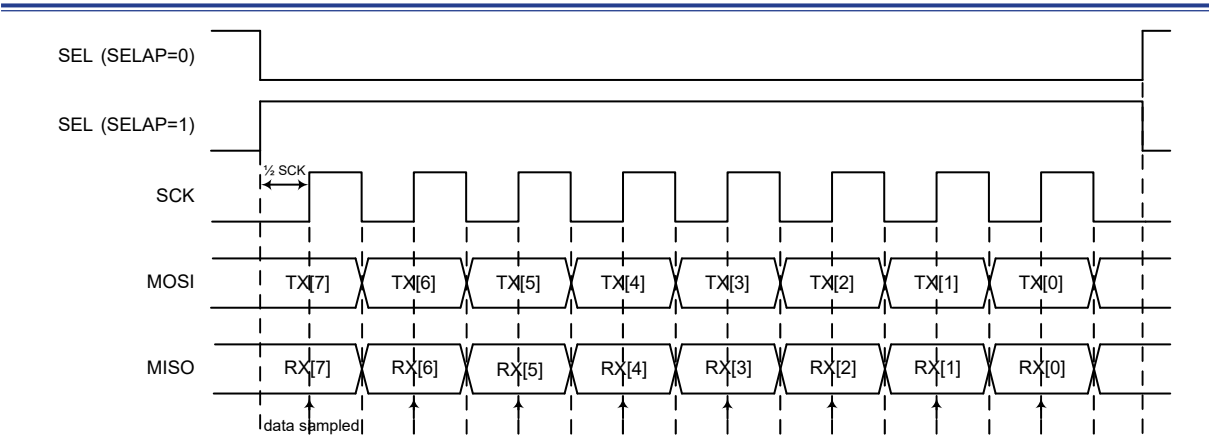 SEL (SELAP=0)
SEL (SELAP=1)
½ SCK
SCK
MOSI TX[7] TX[6] TX[5] TX[4] TX[3] TX[2] TX[1] TX[0]
MISO RX[7] RX[6] RX[5] RX[4] RX[3] RX[2] RX[1] RX[0]
data sampled